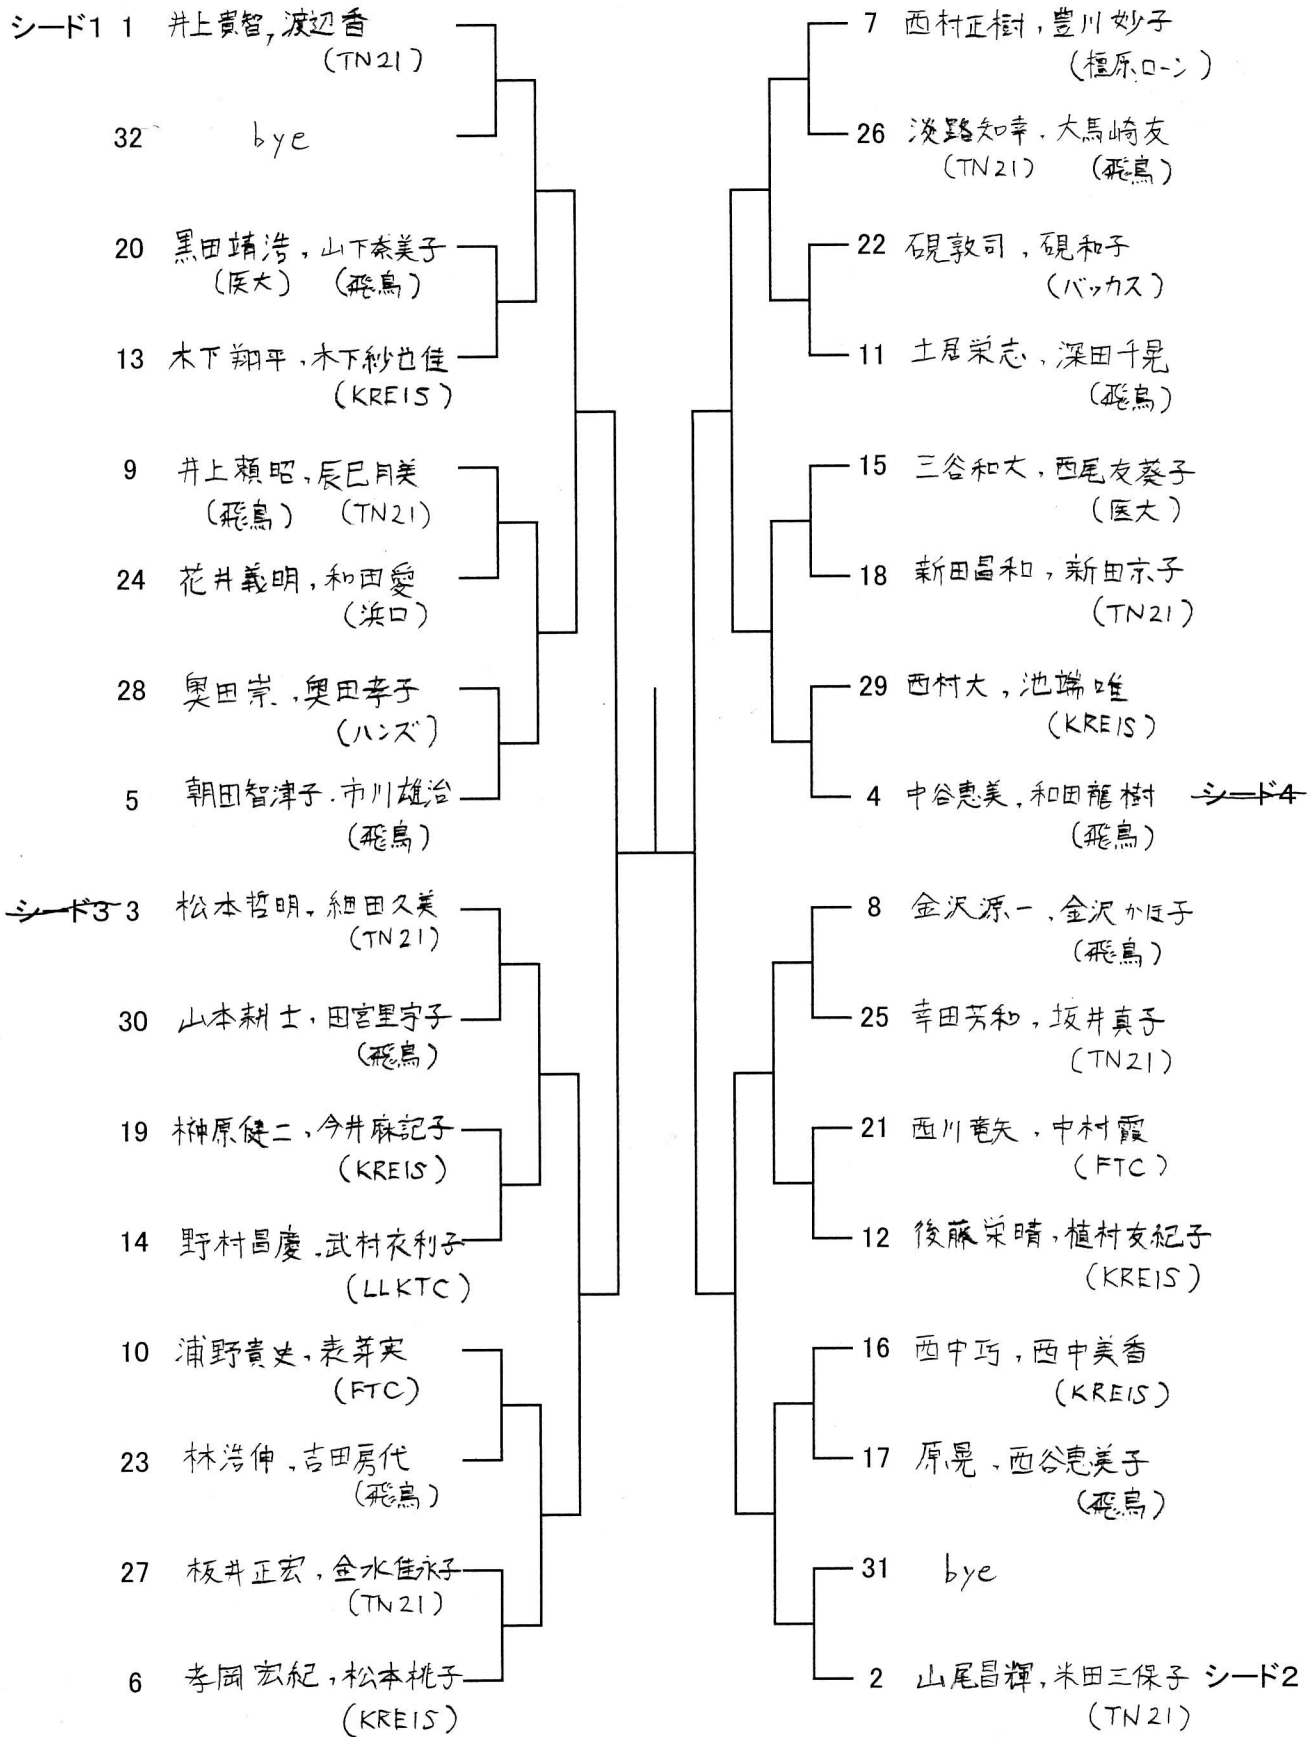 シード1 1 井上貴智, 渡辺香
(TN21)
32 bye
20 黒田靖浩, 山下奈美子
(医大) (飛鳥)
13 木下翔平, 木下紗也佳
(KREIS)
9 井上頼昭, 辰巳月美
(飛鳥) (TN21)
24 花井義明, 和田愛
(浜口)
28 奥田崇, 奥田孝子
(ハンズ)
5 朝田智津子, 市川雄治
(飛鳥)
シード3 3 松本哲明, 細田久美
(TN21)
30 山本耕士, 田宮里宇子
(飛鳥)
19 榊原健二, 今井麻記子
(KREIS)
14 野村昌慶, 武村衣利子
(LLKTC)
10 浦野貴史, 表芽実
(FTC)
23 林浩伸, 吉田房代
(飛鳥)
27 板井正宏, 金水佳永子
(TN21)
6 孝岡宏紀, 松本桃子
(KREIS)
7 西村正樹, 豊川妙子
(橿原ローン)
26 淡路知幸, 大馬崎友
(TN21) (飛鳥)
22 硯敦司, 硯和子
(バッカス)
11 土居栄志, 深田千晃
(飛鳥)
15 三谷和大, 西尾友葵子
(医大)
18 新田昌和, 新田京子
(TN21)
29 西村大, 池端唯
(KREIS)
4 中谷恵美, 和田龍樹 シード4
(飛鳥)
8 金沢源一, 金沢かほ子
(飛鳥)
25 幸田芳和, 坂井真子
(TN21)
21 西川竜矢, 中村霞
(FTC)
12 後藤栄晴, 植村友紀子
(KREIS)
16 西中巧, 西中美香
(KREIS)
17 原晃, 西谷恵美子
(飛鳥)
31 bye
2 山尾昌輝, 米田三保子 シード2
(TN21)